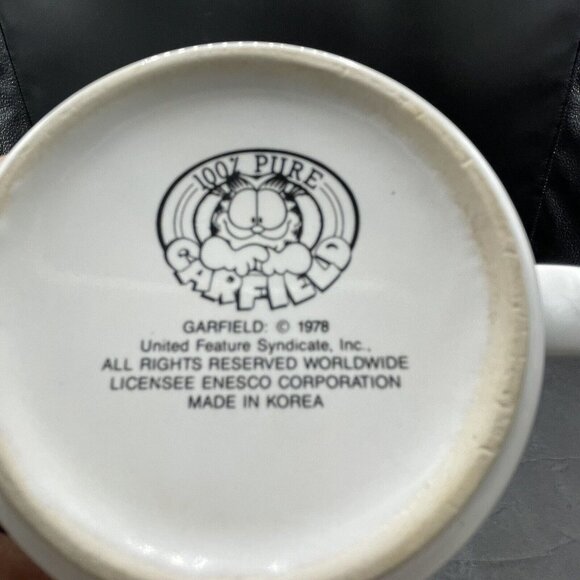 100% PURE
GARFIELD
GARFIELD: © 1978
United Feature Syndicate, Inc.,
ALL RIGHTS RESERVED WORLDWIDE
LICENSEE ENESCO CORPORATION
MADE IN KOREA